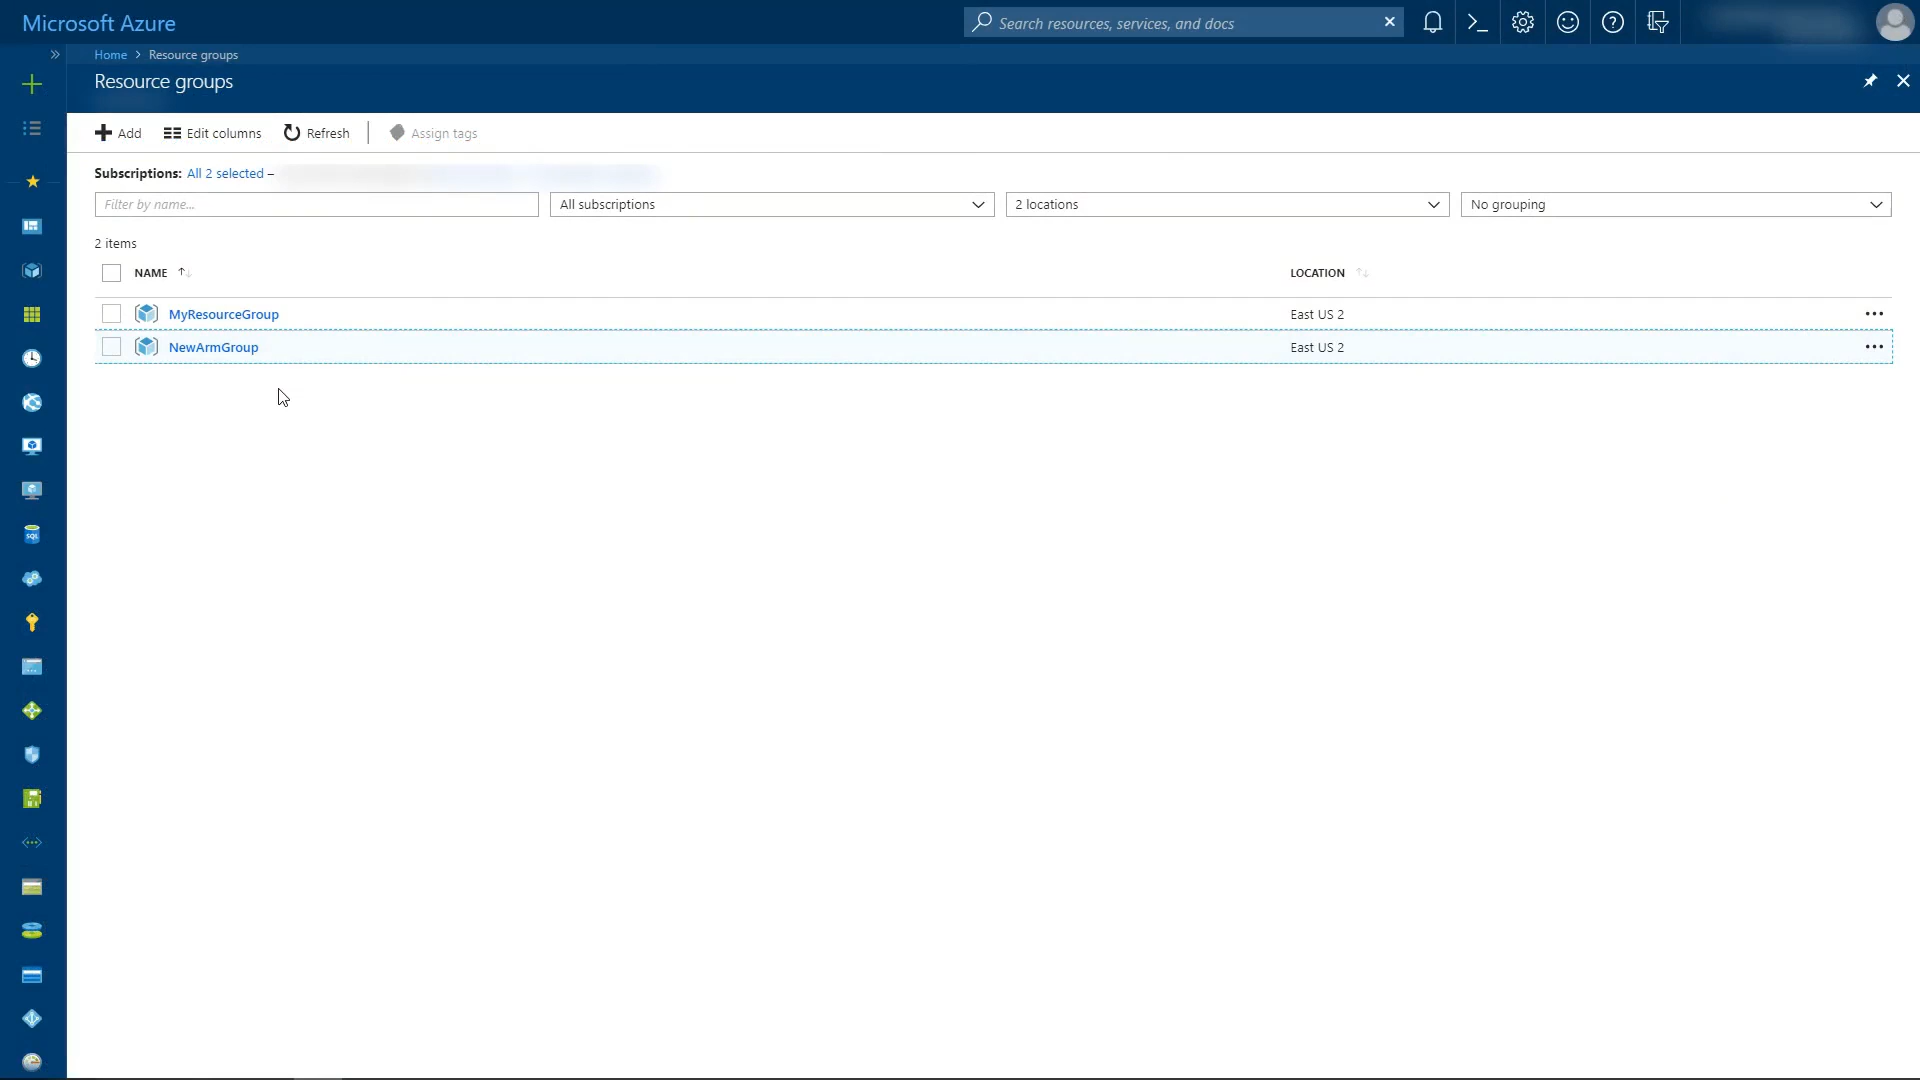 Microsoft Azure
Search resources, services, and docs
Home > Resource groups
Resource groups
Add
Edit columns
Refresh
Assign tags
Subscriptions: All 2 selected –
Filter by name...
All subscriptions
2 locations
No grouping
2 items
NAME
LOCATION
MyResourceGroup
East US 2
NewArmGroup
East US 2